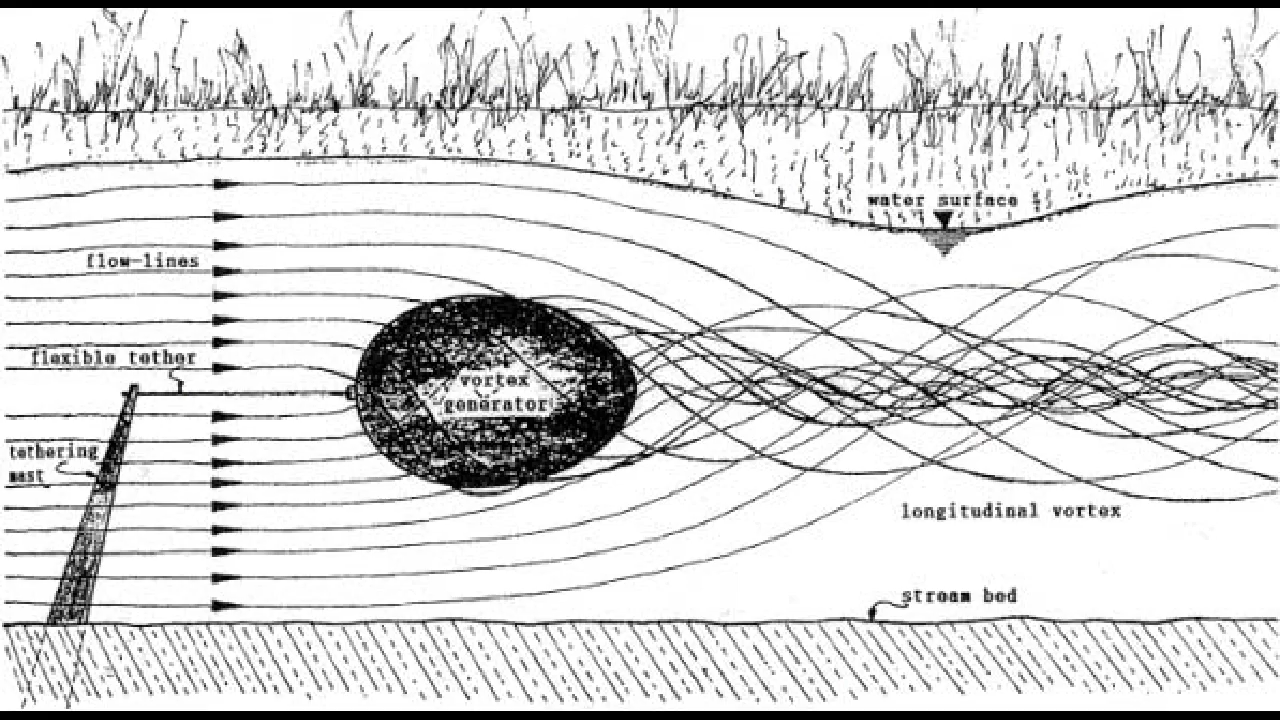 water surface
flow-lines
flexible tether
vortex
generator
tethering
mast
longitudinal vortex
stream bed